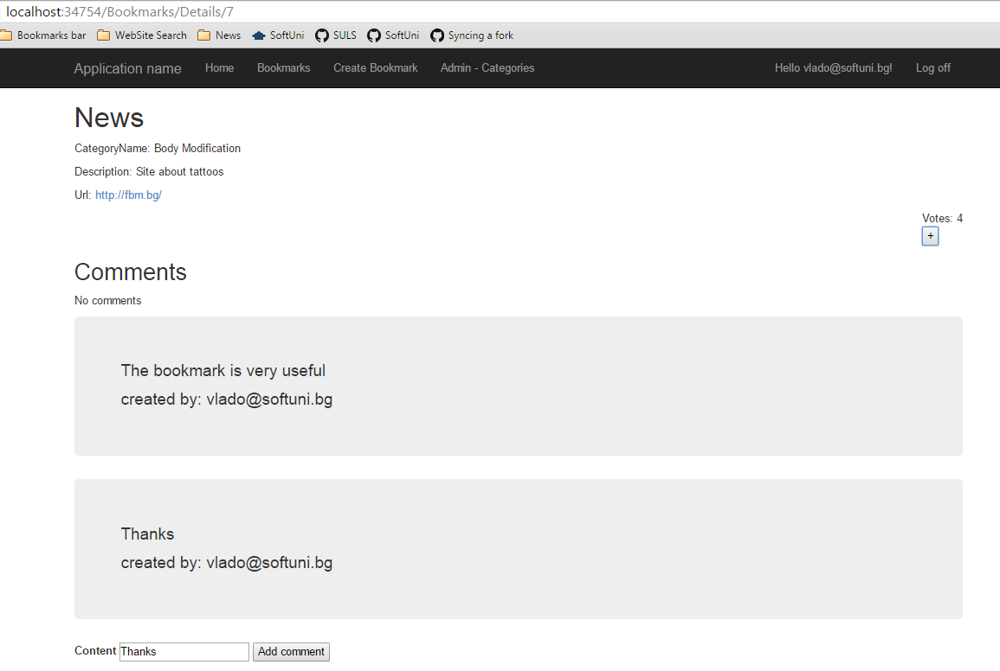 localhost:34754/Bookmarks/Details/7
Bookmarks bar WebSite Search News SoftUni SULS SoftUni Syncing a fork
Application name Home Bookmarks Create Bookmark Admin - Categories Hello vlado@softuni.bg! Log off
News
CategoryName: Body Modification
Description: Site about tattoos
Url: http://fbm.bg/
Votes: 4
+
Comments
No comments
The bookmark is very useful
created by: vlado@softuni.bg
Thanks
created by: vlado@softuni.bg
Content Thanks Add comment